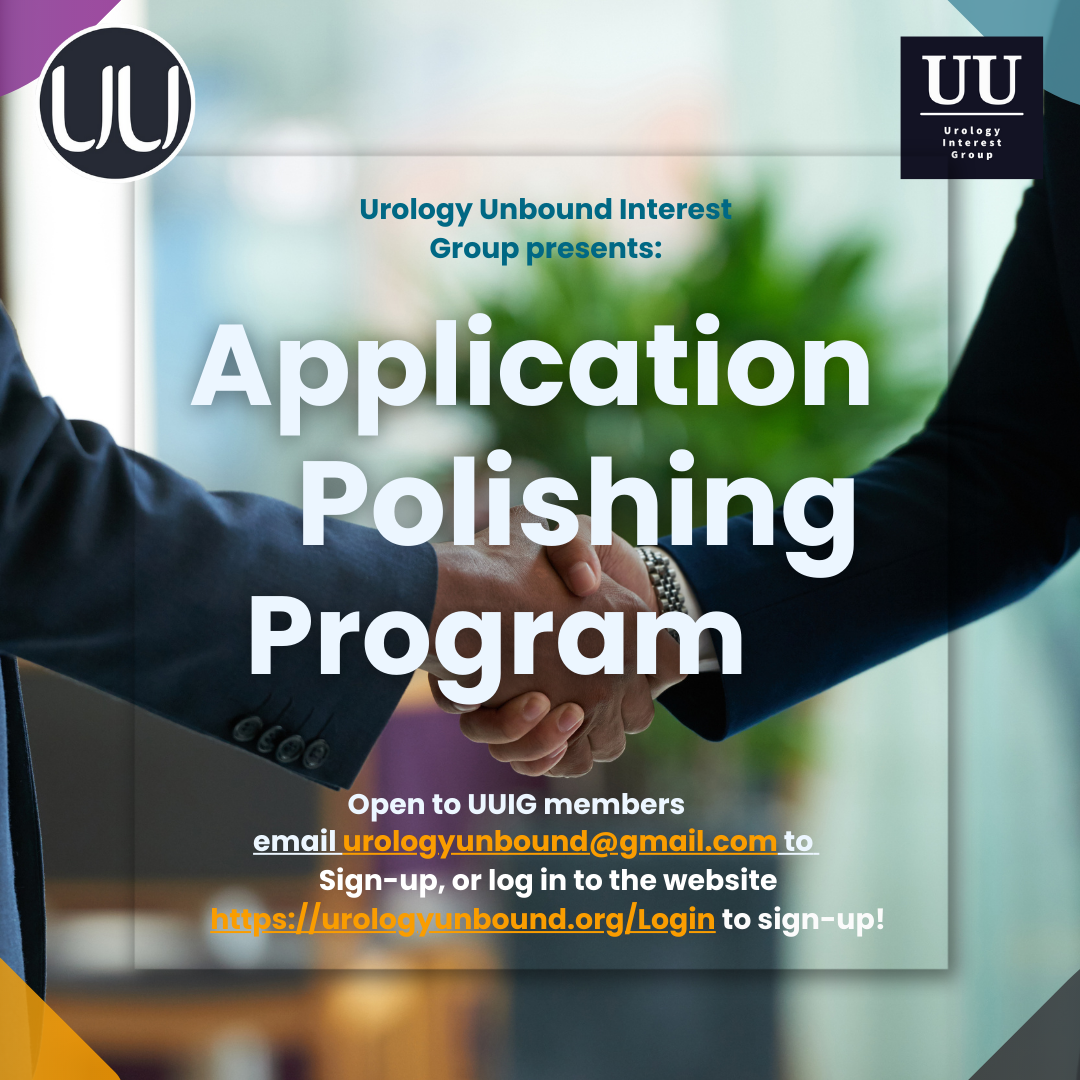 UU
UU
Urology
Interest
Group
Urology Unbound Interest
Group presents:
Application
Polishing
Program
Open to UUIG members
email urologyunbound@gmail.com to
Sign-up, or log in to the website
https://urologyunbound.org/Login to sign-up!